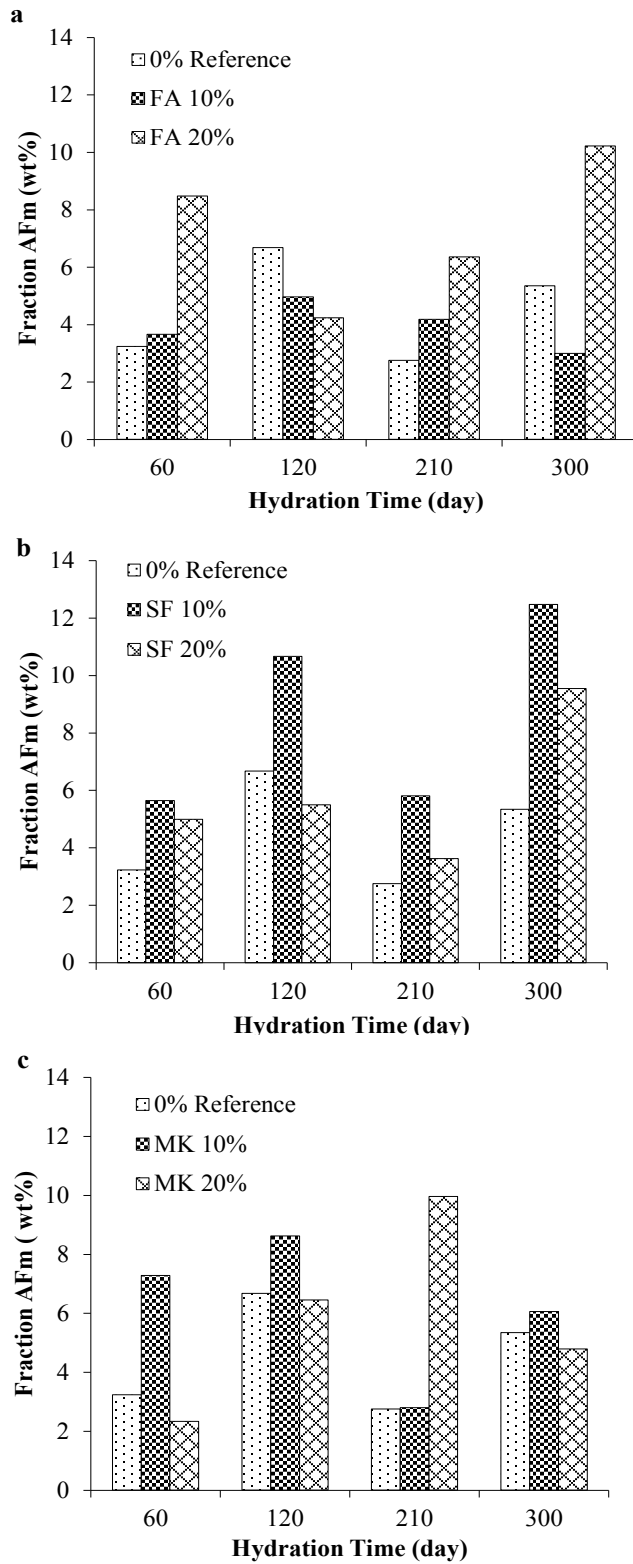 a
14
12
10
8
6
4
2
0
Fraction AFm (wt%)
0% Reference
FA 10%
FA 20%
60 120 210 300
Hydration Time (day)
b
14
12
10
8
6
4
2
0
Fraction AFm (wt%)
0% Reference
SF 10%
SF 20%
60 120 210 300
Hydration Time (day)
c
14
12
10
8
6
4
2
0
Fraction AFm ( wt%)
0% Reference
MK 10%
MK 20%
60 120 210 300
Hydration Time (day)